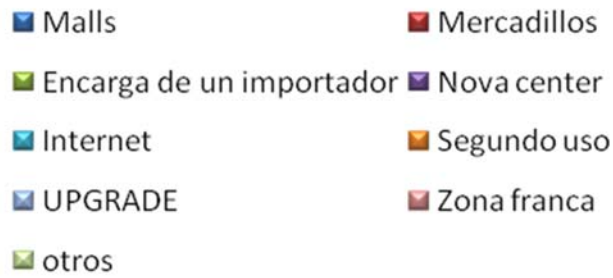 Malls Mercadillos
Encarga de un importador Nova center
Internet Segundo uso
UPGRADE Zona franca
otros